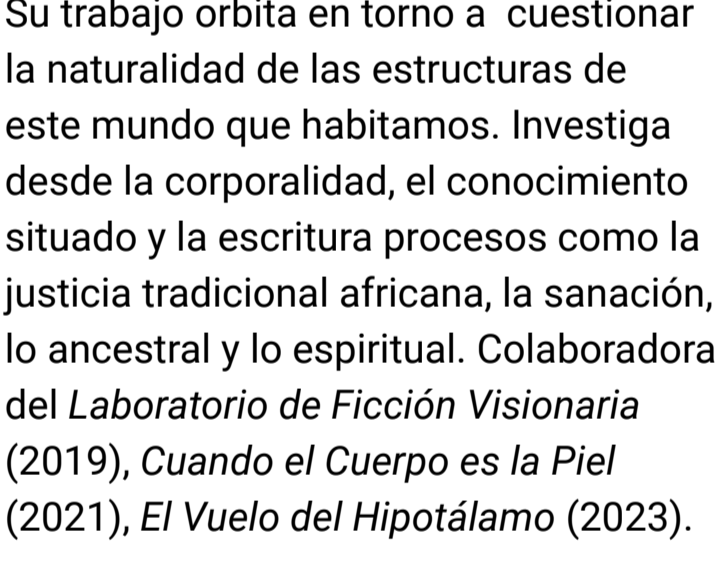 Su trabajo orbita en torno a  cuestionar
la naturalidad de las estructuras de
este mundo que habitamos. Investiga
desde la corporalidad, el conocimiento
situado y la escritura procesos como la
justicia tradicional africana, la sanación,
lo ancestral y lo espiritual. Colaboradora
del Laboratorio de Ficción Visionaria
(2019), Cuando el Cuerpo es la Piel
(2021), El Vuelo del Hipotálamo (2023).